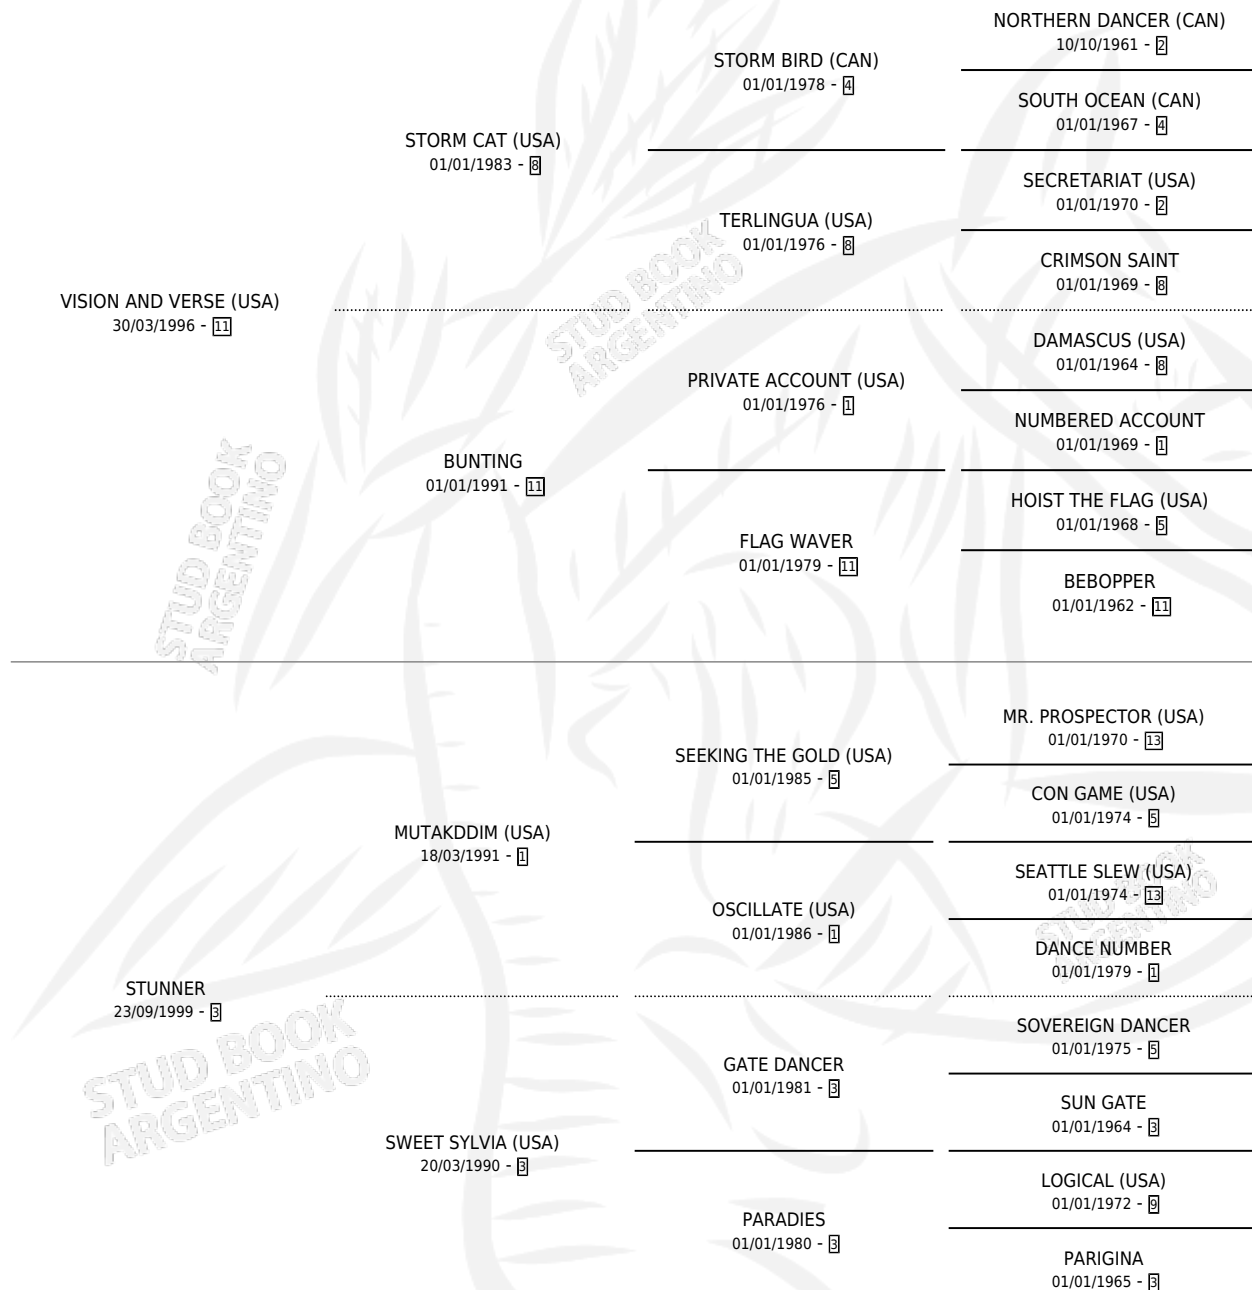 NORTHERN DANCER (CAN)
10/10/1961 - 2
STORM BIRD (CAN)
01/01/1978 - 4
SOUTH OCEAN (CAN)
01/01/1967 - 4
STORM CAT (USA)
01/01/1983 - 8
SECRETARIAT (USA)
01/01/1970 - 2
TERLINGUA (USA)
01/01/1976 - 8
CRIMSON SAINT
01/01/1969 - 8
VISION AND VERSE (USA)
30/03/1996 - 11
DAMASCUS (USA)
01/01/1964 - 8
PRIVATE ACCOUNT (USA)
01/01/1976 - 1
NUMBERED ACCOUNT
01/01/1969 - 1
BUNTING
01/01/1991 - 11
HOIST THE FLAG (USA)
01/01/1968 - 5
FLAG WAVER
01/01/1979 - 11
BEBOPPER
01/01/1962 - 11
MR. PROSPECTOR (USA)
01/01/1970 - 13
SEEKING THE GOLD (USA)
01/01/1985 - 5
CON GAME (USA)
01/01/1974 - 5
MUTAKDDIM (USA)
18/03/1991 - 1
SEATTLE SLEW (USA)
01/01/1974 - 13
OSCILLATE (USA)
01/01/1986 - 1
DANCE NUMBER
01/01/1979 - 1
STUNNER
23/09/1999 - 3
SOVEREIGN DANCER
01/01/1975 - 5
GATE DANCER
01/01/1981 - 3
SUN GATE
01/01/1964 - 3
SWEET SYLVIA (USA)
20/03/1990 - 3
LOGICAL (USA)
01/01/1972 - 9
PARADIES
01/01/1980 - 3
PARIGINA
01/01/1965 - 3
STUD BOOK
ARGENTINO
STUD BOOK
ARGENTINO
STUD BOOK
ARGENTINO
STUD BOOK
ARGENTINO